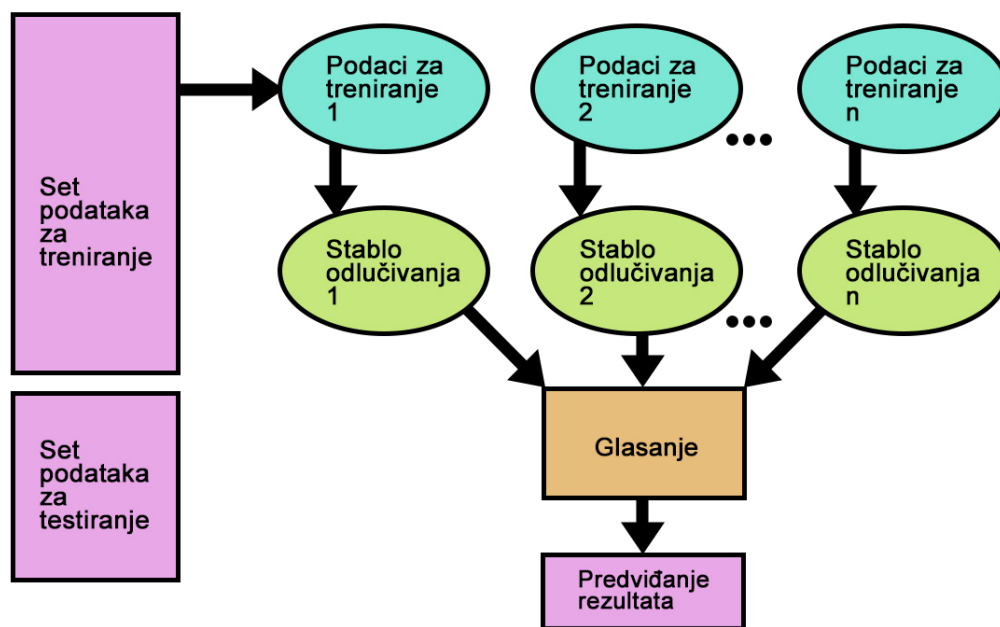 Podaci za
treniranje
1
Podaci za
treniranje
2
Podaci za
treniranje
n
Set
podataka
za
treniranje
Stablo
odlučivanja
1
Stablo
odlučivanja
2
Stablo
odlučivanja
n
Set
podataka
za
testiranje
Glasanje
Predviđanje
rezultata